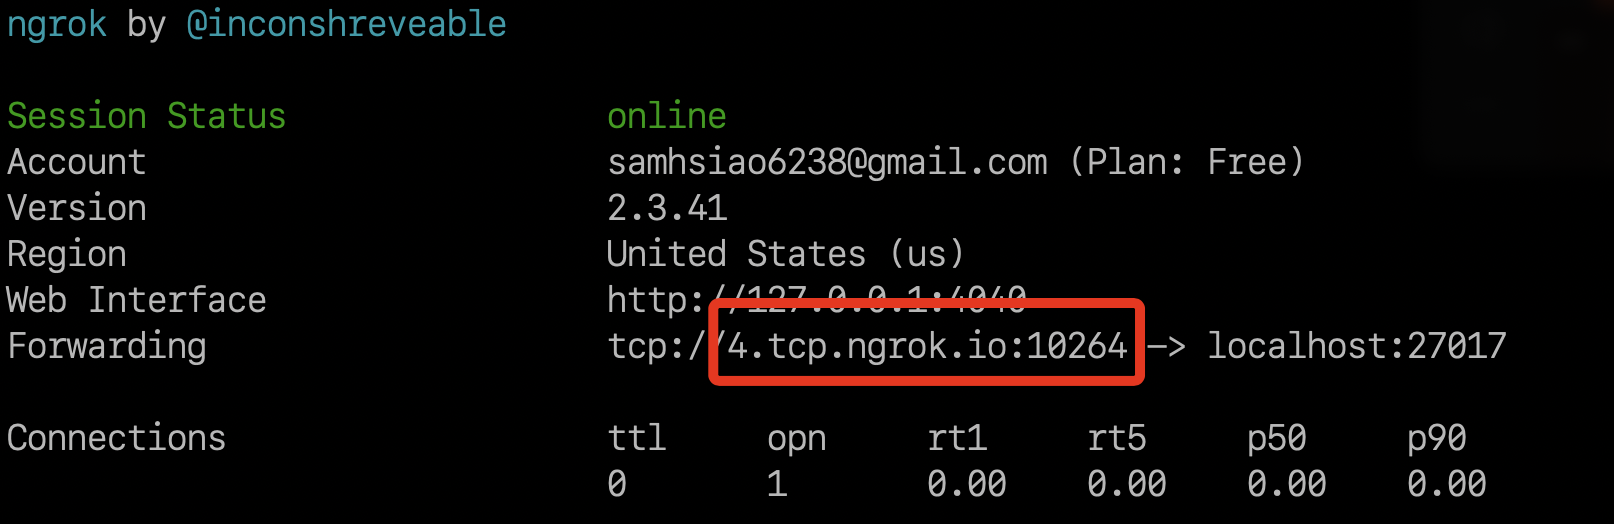 ngrok by @inconshreveable
Session Status online
Account samhsiao6238@gmail.com (Plan: Free)
Version 2.3.41
Region United States (us)
Web Interface http://127.0.0.1:4040
Forwarding tcp://4.tcp.ngrok.io:10264 -> localhost:27017
Connections ttl opn rt1 rt5 p50 p90
0 1 0.00 0.00 0.00 0.00